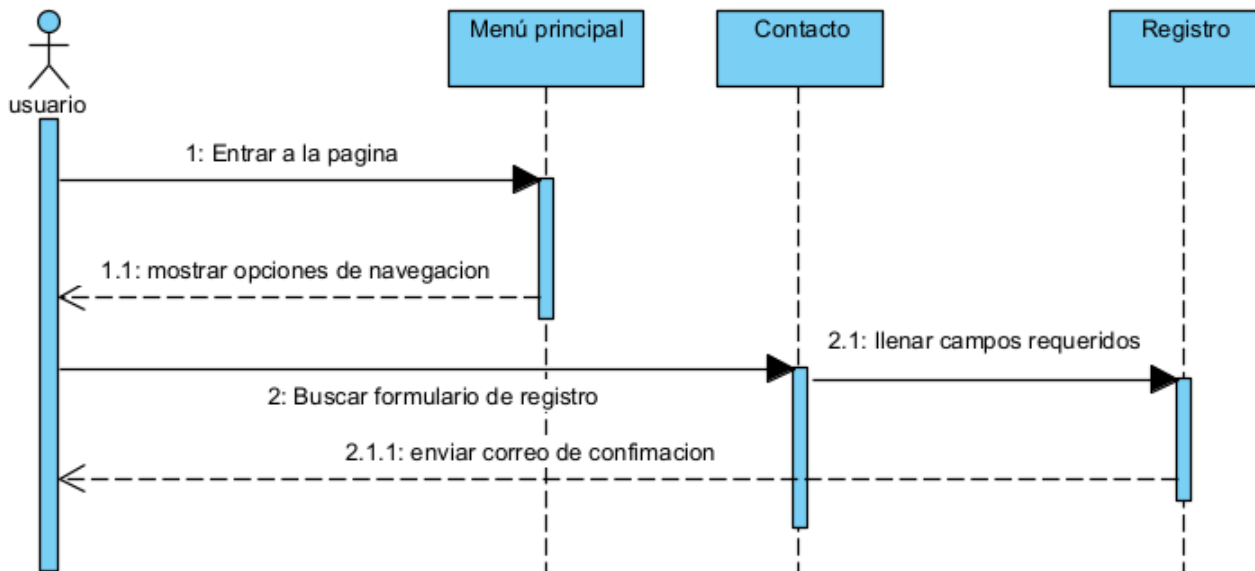 Menú principal
Contacto
Registro
usuario
1: Entrar a la pagina
1.1: mostrar opciones de navegacion
2.1: llenar campos requeridos
2: Buscar formulario de registro
2.1.1: enviar correo de confimacion